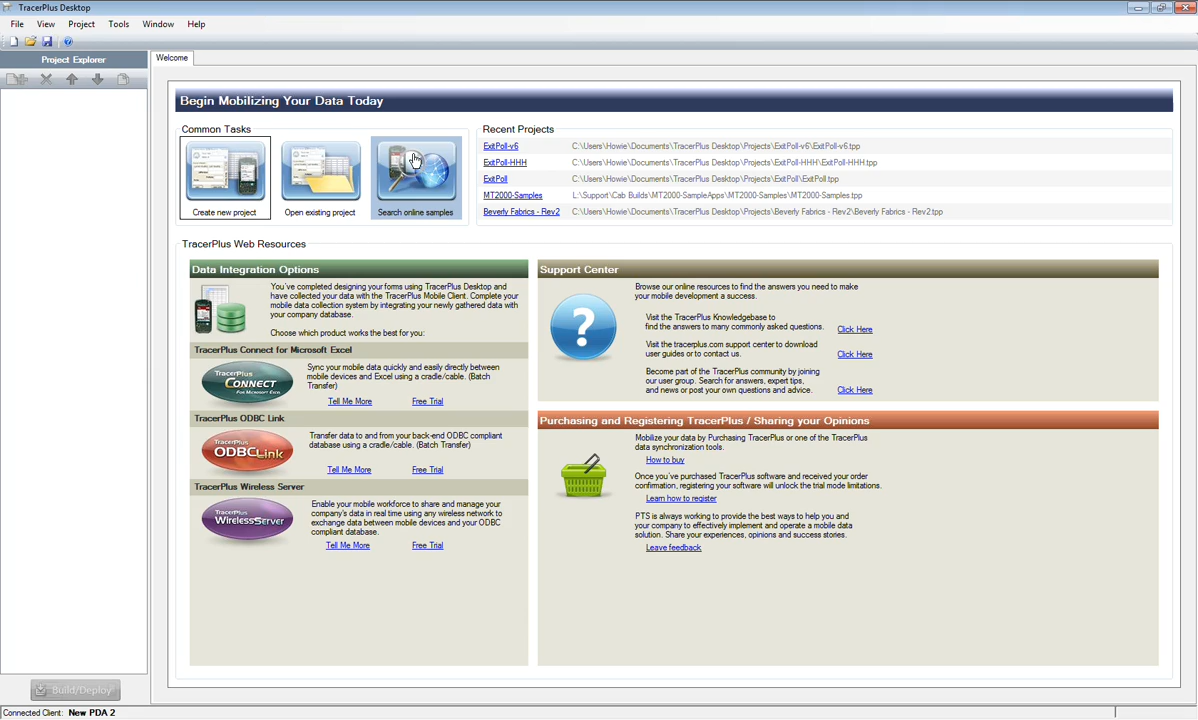 TracerPlus Desktop
File View Project Tools Window Help
Project Explorer
Welcome
Begin Mobilizing Your Data Today
Common Tasks
Create new project
Open existing project
Search online samples
Recent Projects
ExitPoll-v6 C:\Users\Howie\Documents\TracerPlus Desktop\Projects\ExitPoll-v6\ExitPoll-v6.tpp
ExitPoll-HHH C:\Users\Howie\Documents\TracerPlus Desktop\Projects\ExitPoll-HHH\ExitPoll-HHH.tpp
ExitPoll C:\Users\Howie\Documents\TracerPlus Desktop\Projects\ExitPoll\ExitPoll.tpp
MT2000-Samples L:\Support\Cab Builds\MT2000-SampleApps\MT2000-Samples\MT2000-Samples.tpp
Beverly Fabrics - Rev2 C:\Users\Howie\Documents\TracerPlus Desktop\Projects\Beverly Fabrics - Rev2\Beverly Fabrics - Rev2.tpp
TracerPlus Web Resources
Data Integration Options
You've completed designing your forms using TracerPlus Desktop and
have collected your data with the TracerPlus Mobile Client. Complete your
mobile data collection system by integrating your newly gathered data with
your company database.
Choose which product works the best for you:
TracerPlus Connect for Microsoft Excel
TracerPlus
CONNECT
FOR MICROSOFT EXCEL
Sync your mobile data quickly and easily directly between
mobile devices and Excel using a cradle/cable. (Batch
Transfer)
Tell Me More Free Trial
TracerPlus ODBC Link
TracerPlus
ODBCLink
Transfer data to and from your back-end ODBC compliant
database using a cradle/cable. (Batch Transfer)
Tell Me More Free Trial
TracerPlus Wireless Server
TracerPlus
WirelessServer
Enable your mobile workforce to share and manage your
company's data in real time using any wireless network to
exchange data between mobile devices and your ODBC
compliant database.
Tell Me More Free Trial
Support Center
Browse our online resources to find the answers you need to make
your mobile development a success.
Visit the TracerPlus Knowledgebase to
find the answers to many commonly asked questions. Click Here
Visit the tracerplus.com support center to download
user guides or to contact us. Click Here
Become part of the TracerPlus community by joining
our user group. Search for answers, expert tips,
and news or post your own questions and advice. Click Here
Purchasing and Registering TracerPlus / Sharing your Opinions
Mobilize your data by Purchasing TracerPlus or one of the TracerPlus
data synchronization tools.
How to buy
Once you've purchased TracerPlus software and received your order
confirmation, registering your software will unlock the trial mode limitations.
Learn how to register
PTS is always working to provide the best ways to help you and
your company to effectively implement and operate a mobile data
solution. Share your experiences, opinions and success stories.
Leave feedback
Build/Deploy
Connected Client: New PDA 2